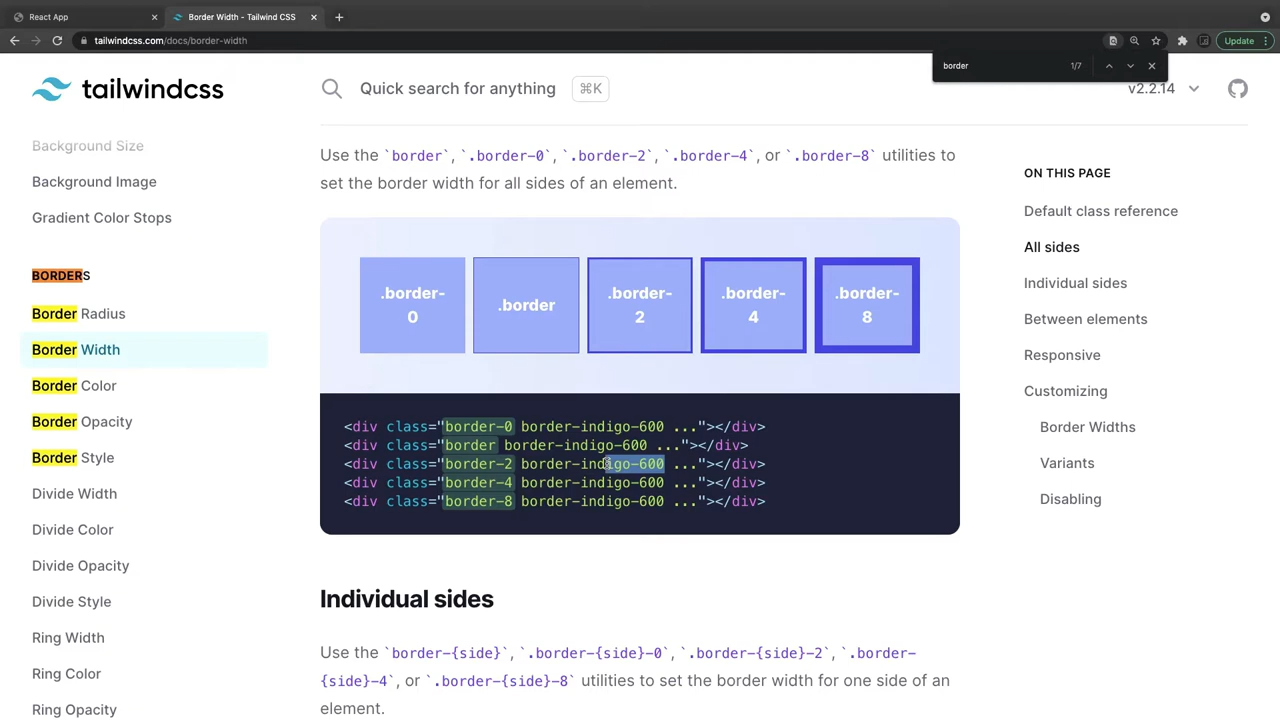 React App
Border Width - Tailwind CSS
tailwindcss.com/docs/border-width
Update
border
1/7
tailwindcss
Quick search for anything
⌘K
v2.2.14
Background Size
Background Image
Gradient Color Stops
BORDERS
Border Radius
Border Width
Border Color
Border Opacity
Border Style
Divide Width
Divide Color
Divide Opacity
Divide Style
Ring Width
Ring Color
Ring Opacity
Use the `border`, `.border-0`, `.border-2`, `.border-4`, or `.border-8` utilities to
set the border width for all sides of an element.
.border-
0
.border
.border-
2
.border-
4
.border-
8
<div class="border-0 border-indigo-600 ..."></div>
<div class="border border-indigo-600 ..."></div>
<div class="border-2 border-indigo-600 ..."></div>
<div class="border-4 border-indigo-600 ..."></div>
<div class="border-8 border-indigo-600 ..."></div>
Individual sides
Use the `border-{side}`, `.border-{side}-0`, `.border-{side}-2`, `.border-
{side}-4`, or `.border-{side}-8` utilities to set the border width for one side of an
element.
ON THIS PAGE
Default class reference
All sides
Individual sides
Between elements
Responsive
Customizing
Border Widths
Variants
Disabling